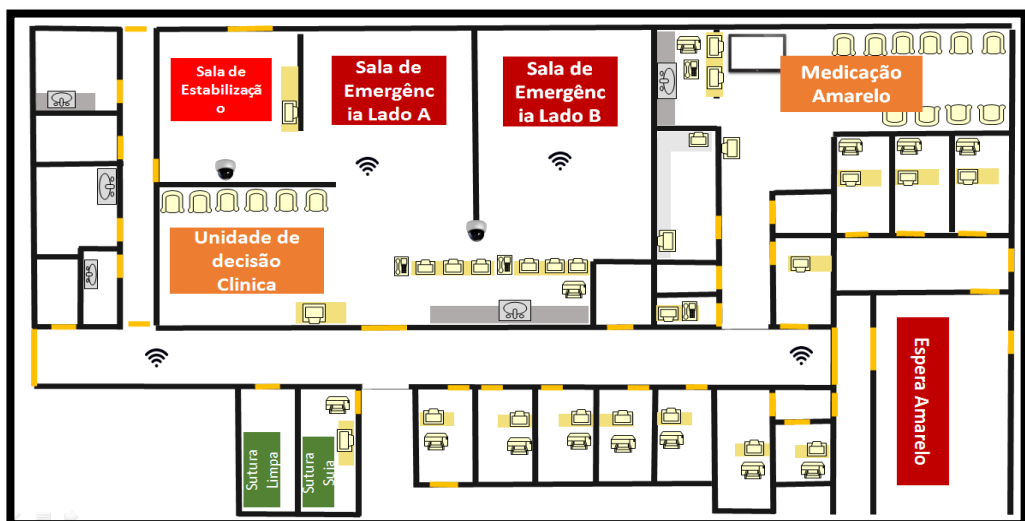 Sala de
Estabilizaçã
o
Sala de
Emergênc
ia Lado A
Sala de
Emergênc
ia Lado B
Medicação
Amarelo
Unidade de
decisão
Clinica
Espera Amarelo
Sutura
Limpa
Sutura
Suja